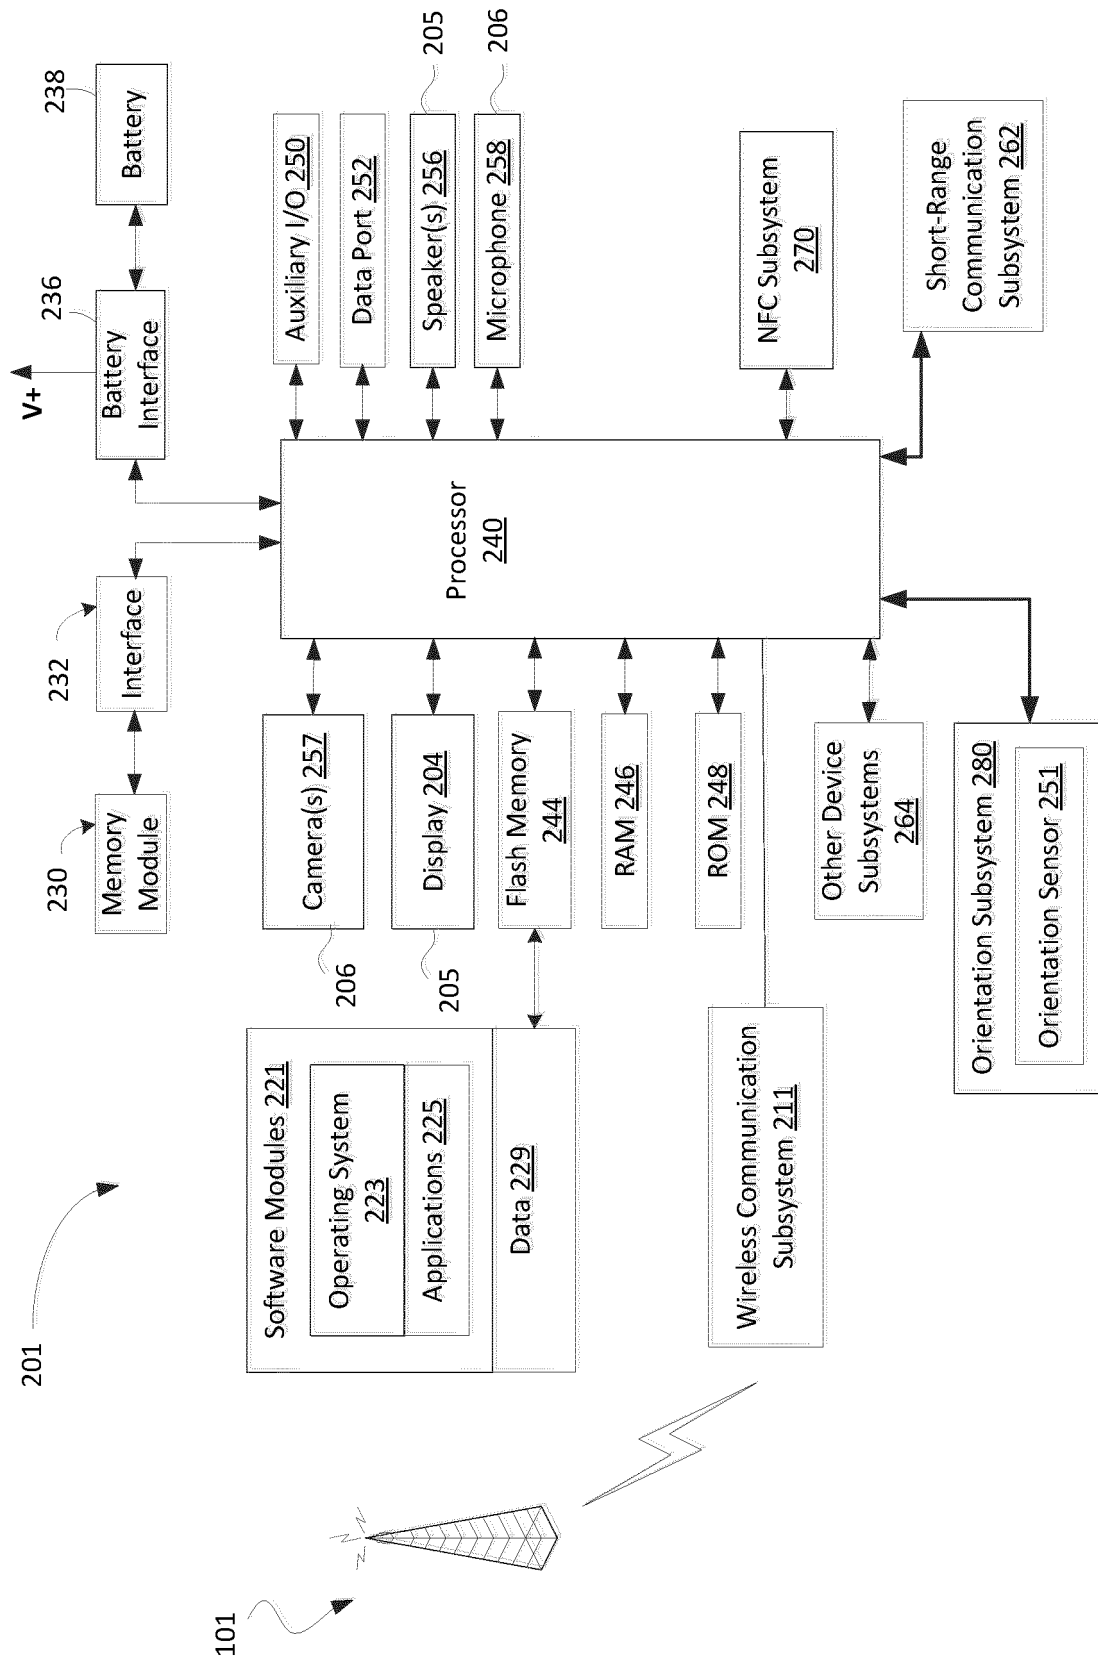 201
101
230
Memory
Module
232
Interface
V+
236
Battery
Interface
238
Battery
Software Modules 221
Operating System
223
Applications 225
Data 229
Camera(s) 257
206
Display 204
205
Flash Memory
244
RAM 246
ROM 248
Wireless Communication
Subsystem 211
Other Device
Subsystems
264
Orientation Subsystem 280
Orientation Sensor 251
Processor
240
Auxiliary I/O 250
Data Port 252
Speaker(s) 256
205
Microphone 258
206
NFC Subsystem
270
Short-Range
Communication
Subsystem 262